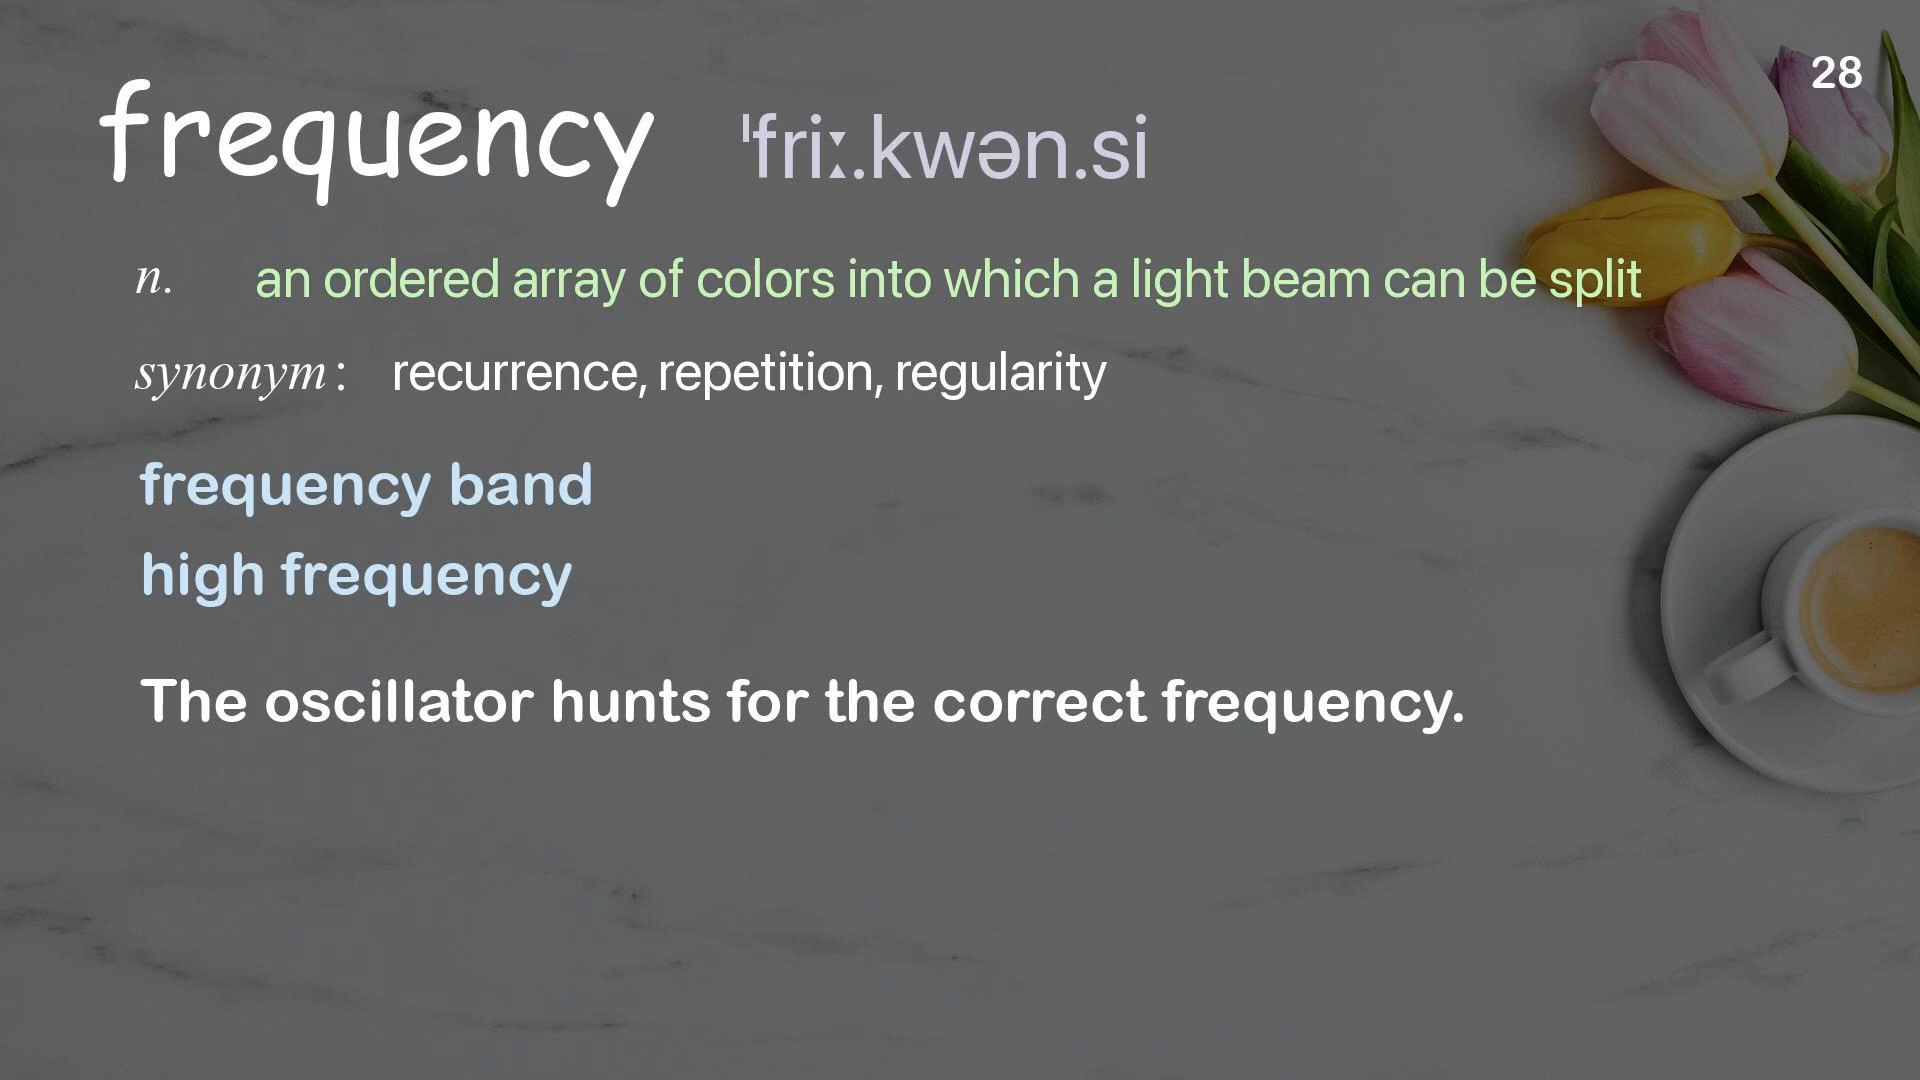 28
frequency ˈfriː.kwən.si
n. an ordered array of colors into which a light beam can be split
synonym : recurrence, repetition, regularity
frequency band
high frequency
The oscillator hunts for the correct frequency.